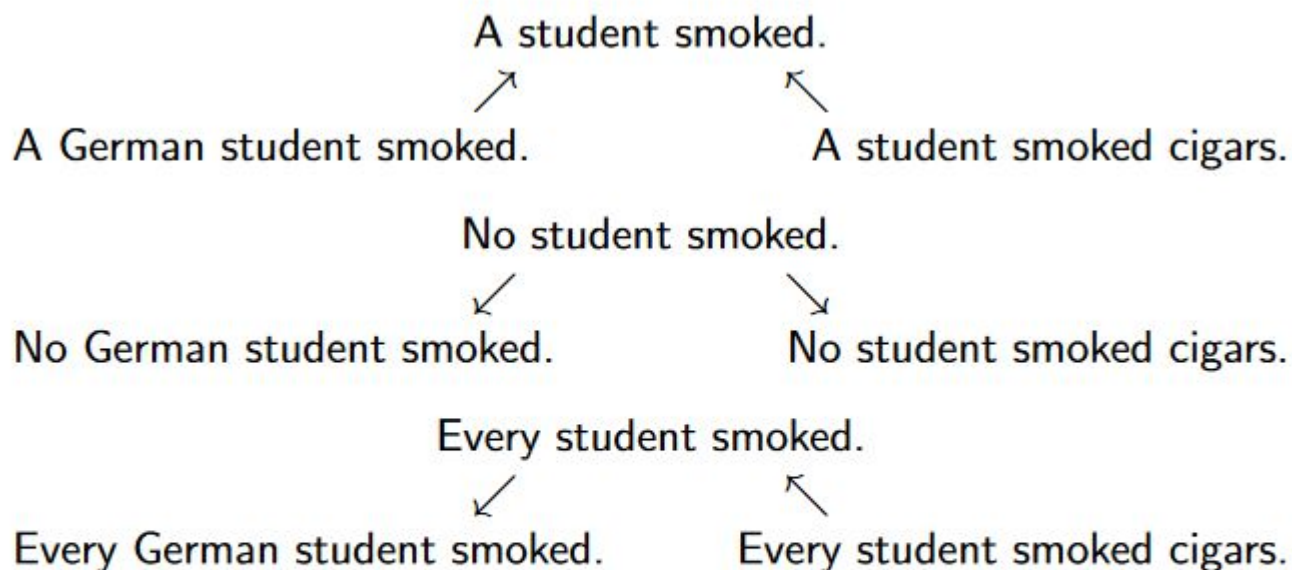 A student smoked.
A German student smoked. A student smoked cigars.
No student smoked.
No German student smoked. No student smoked cigars.
Every student smoked.
Every German student smoked. Every student smoked cigars.